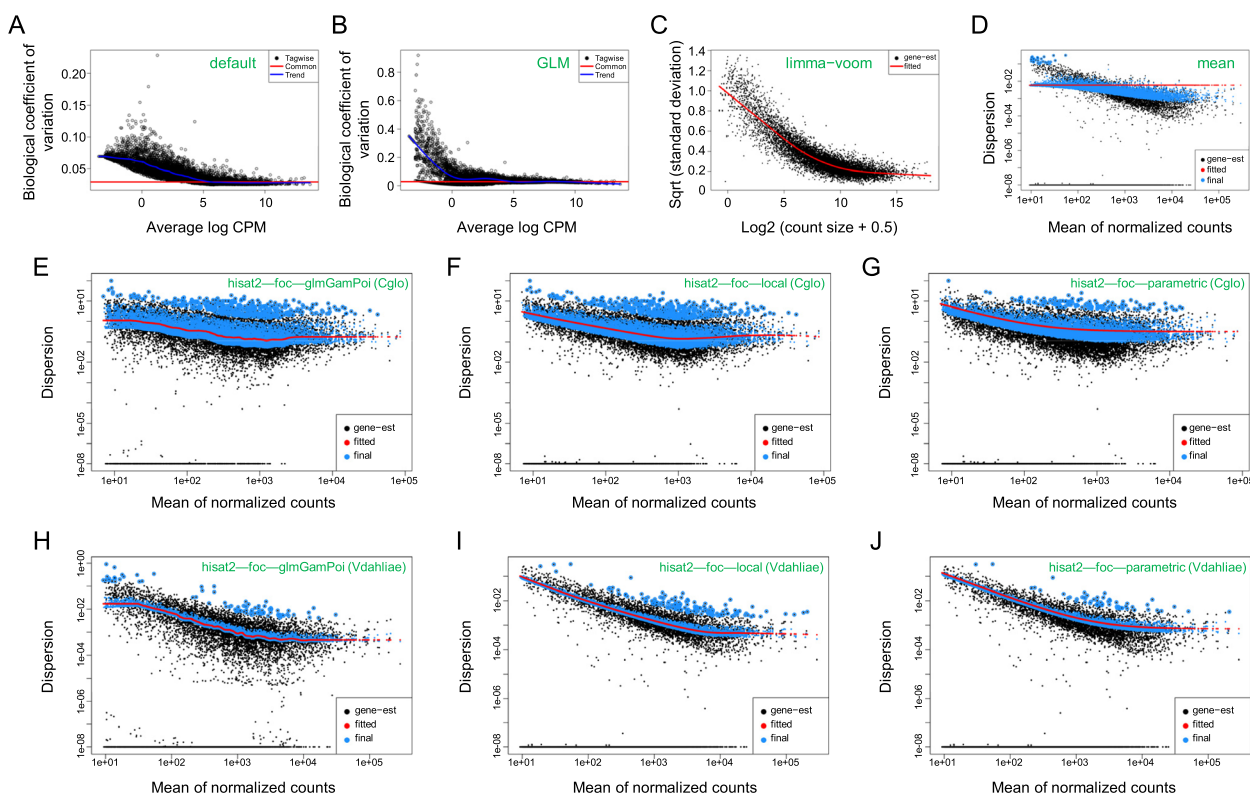 A
B
C
D
Biological coefficient of
variation
0.20
0.15
0.10
0.05
default
Tagwise
Common
Trend
0
5
10
Average log CPM
Biological coefficient of
variation
0.8
0.6
0.4
0.2
0
GLM
Tagwise
Common
Trend
0
5
10
Average log CPM
Sqrt (standard deviation)
1.4
1.2
1.0
0.8
0.6
0.4
0.2
0
limma-voom
gene-est
fitted
0
5
10
15
Log2 (count size + 0.5)
Dispersion
1e-02
1e-04
1e-06
1e-08
mean
gene-est
fitted
final
1e+01
1e+02
1e+03
1e+04
1e+05
Mean of normalized counts
E
F
G
Dispersion
1e+01
1e-02
1e-05
1e-08
hisat2—foc—glmGamPoi (Cglo)
gene-est
fitted
final
1e+01
1e+02
1e+03
1e+04
1e+05
Mean of normalized counts
Dispersion
1e+01
1e-02
1e-05
1e-08
hisat2—foc—local (Cglo)
gene-est
fitted
final
1e+01
1e+02
1e+03
1e+04
1e+05
Mean of normalized counts
Dispersion
1e+01
1e-02
1e-05
1e-08
hisat2—foc—parametric (Cglo)
gene-est
fitted
final
1e+01
1e+02
1e+03
1e+04
1e+05
Mean of normalized counts
H
I
J
Dispersion
1e+00
1e-02
1e-04
1e-06
1e-08
hisat2—foc—glmGamPoi (Vdahliae)
gene-est
fitted
final
1e+01
1e+02
1e+03
1e+04
1e+05
Mean of normalized counts
Dispersion
1e-02
1e-04
1e-06
1e-08
hisat2—foc—local (Vdahliae)
gene-est
fitted
final
1e+01
1e+02
1e+03
1e+04
1e+05
Mean of normalized counts
Dispersion
1e-02
1e-04
1e-06
1e-08
hisat2—foc—parametric (Vdahliae)
gene-est
fitted
final
1e+01
1e+02
1e+03
1e+04
1e+05
Mean of normalized counts